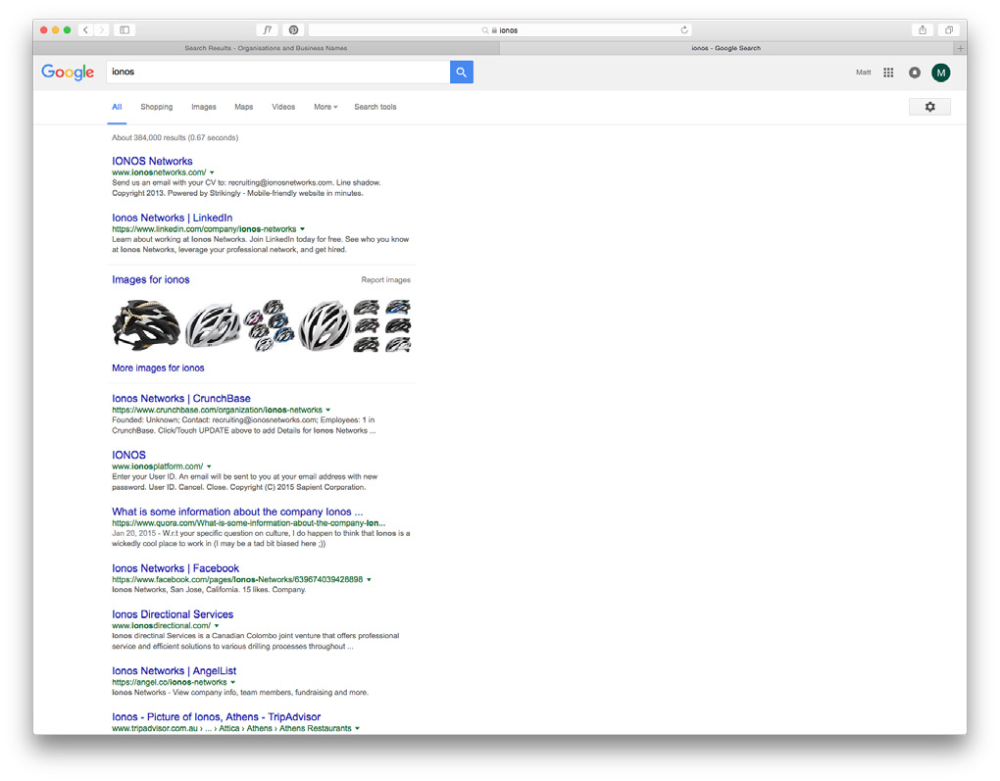 ionos
Search Results - Organisations and Business Names
ionos - Google Search
Google
ionos
Matt
M
All Shopping Images Maps Videos More Search tools
About 384,000 results (0.67 seconds)
IONOS Networks
www.ionosnetworks.com/
Send us an email with your CV to: recruiting@ionosnetworks.com. Line shadow.
Copyright 2013. Powered by Strikingly - Mobile-friendly website in minutes.
Ionos Networks | LinkedIn
https://www.linkedin.com/company/ionos-networks
Learn about working at Ionos Networks. Join LinkedIn today for free. See who you know
at Ionos Networks, leverage your professional network, and get hired.
Images for ionos
Report images
More images for ionos
Ionos Networks | CrunchBase
https://www.crunchbase.com/organization/ionos-networks
Founded: Unknown; Contact: recruiting@ionosnetworks.com; Employees: 1 in
CrunchBase. Click/Touch UPDATE above to add Details for Ionos Networks ...
IONOS
www.ionosplatform.com/
Enter your User ID. An email will be sent to you at your email address with new
password. User ID. Cancel. Close. Copyright (C) 2015 Sapient Corporation.
What is some information about the company Ionos ...
https://www.quora.com/What-is-some-information-about-the-company-Ion...
Jan 20, 2015 - W.r.t your specific question on culture, I do happen to think that Ionos is a
wickedly cool place to work in (I may be a tad bit biased here ;))
Ionos Networks | Facebook
https://www.facebook.com/pages/Ionos-Networks/639674039428898
Ionos Networks, San Jose, California. 15 likes. Company.
Ionos Directional Services
www.ionosdirectional.com/
Ionos directinal Services is a Canadian Colombo joint venture that offers professional
service and efficient solutions to various drilling processes throughout ...
Ionos Networks | AngelList
https://angel.co/ionos-networks
Ionos Networks - View company info, team members, fundraising and more.
Ionos - Picture of Ionos, Athens - TripAdvisor
www.tripadvisor.com.au › ... › Attica › Athens › Athens Restaurants